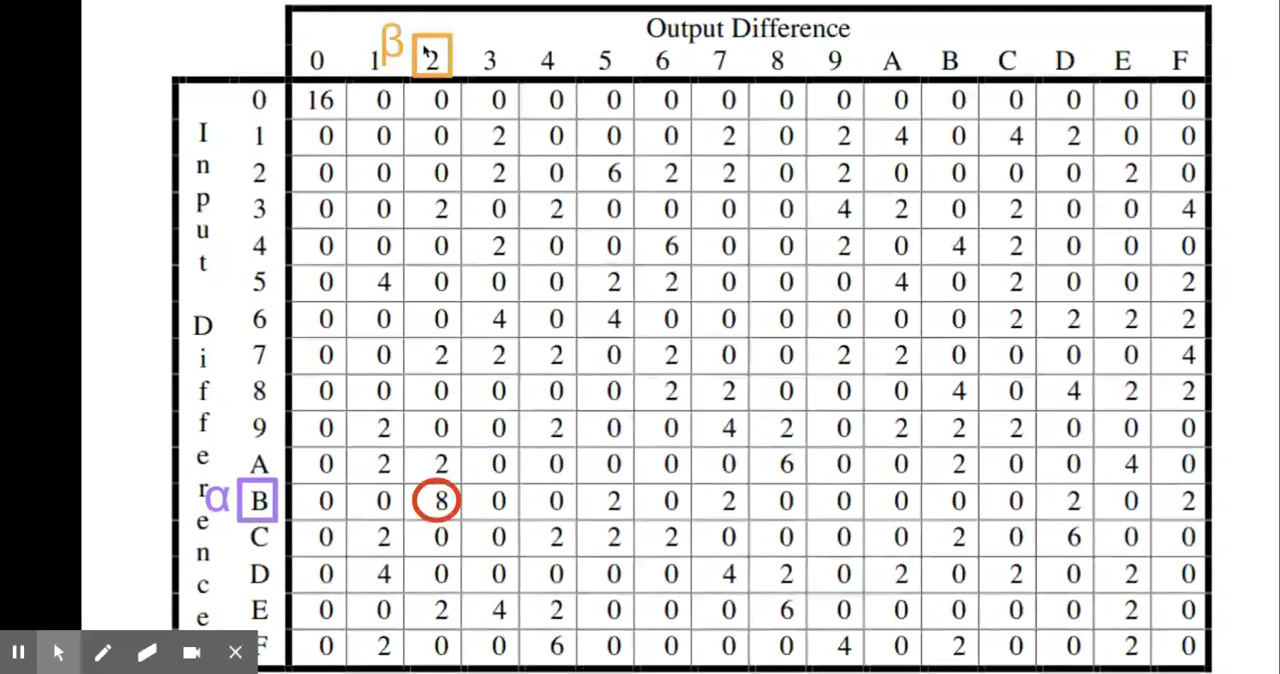 Output Difference
β
0 1 2 3 4 5 6 7 8 9 A B C D E F
Input Difference
0 16 0 0 0 0 0 0 0 0 0 0 0 0 0 0 0
1 0 0 0 2 0 0 0 2 0 2 4 0 4 2 0 0
2 0 0 0 2 0 6 2 2 0 2 0 0 0 0 2 0
3 0 0 2 0 2 0 0 0 0 4 2 0 2 0 0 4
4 0 0 0 2 0 0 6 0 0 2 0 4 2 0 0 0
5 0 4 0 0 0 2 2 0 0 0 4 0 2 0 0 2
6 0 0 0 4 0 4 0 0 0 0 0 0 2 2 2 2
7 0 0 2 2 2 0 2 0 0 2 2 0 0 0 0 4
8 0 0 0 0 0 0 2 2 0 0 0 4 0 4 2 2
9 0 2 0 0 2 0 0 4 2 0 2 2 2 0 0 0
A 0 2 2 0 0 0 0 0 6 0 0 2 0 0 4 0
α B 0 0 8 0 0 2 0 2 0 0 0 0 0 2 0 2
C 0 2 0 0 2 2 2 0 0 0 0 2 0 6 0 0
D 0 4 0 0 0 0 0 4 2 0 2 0 2 0 2 0
E 0 0 2 4 2 0 0 0 6 0 0 0 0 0 2 0
F 0 2 0 0 6 0 0 0 0 4 0 2 0 0 2 0